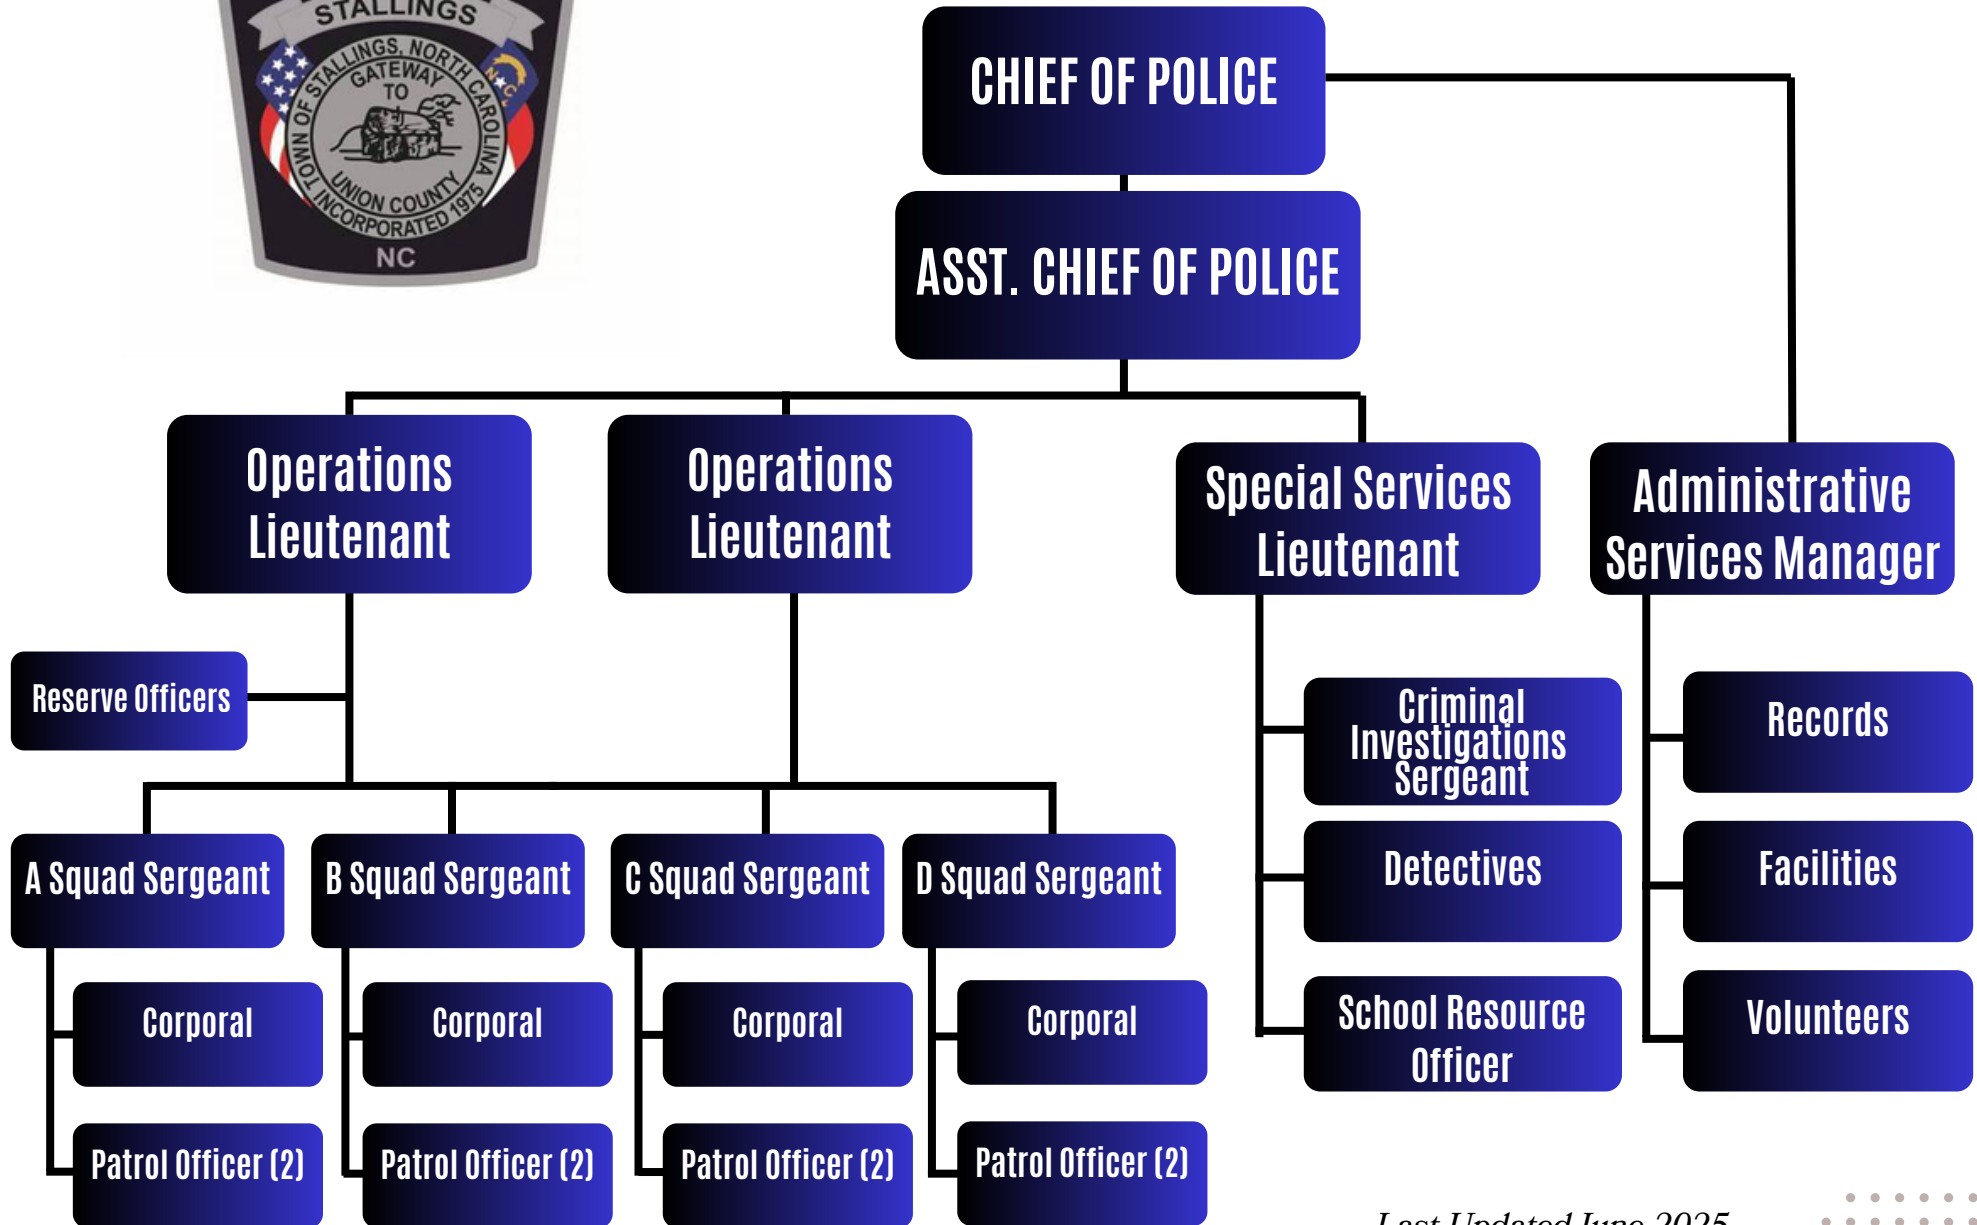 STALLINGS
TOWN OF STALLINGS, NORTH CAROLINA
INCORPORATED 1975
GATEWAY
TO
UNION COUNTY
NC
NC
CHIEF OF POLICE
ASST. CHIEF OF POLICE
Operations
Lieutenant
Operations
Lieutenant
Special Services
Lieutenant
Administrative
Services Manager
Reserve Officers
Criminal
Investigations
Sergeant
Records
A Squad Sergeant
B Squad Sergeant
C Squad Sergeant
D Squad Sergeant
Detectives
Facilities
Corporal
Corporal
Corporal
Corporal
School Resource
Officer
Volunteers
Patrol Officer (2)
Patrol Officer (2)
Patrol Officer (2)
Patrol Officer (2)
Last Updated June 2025